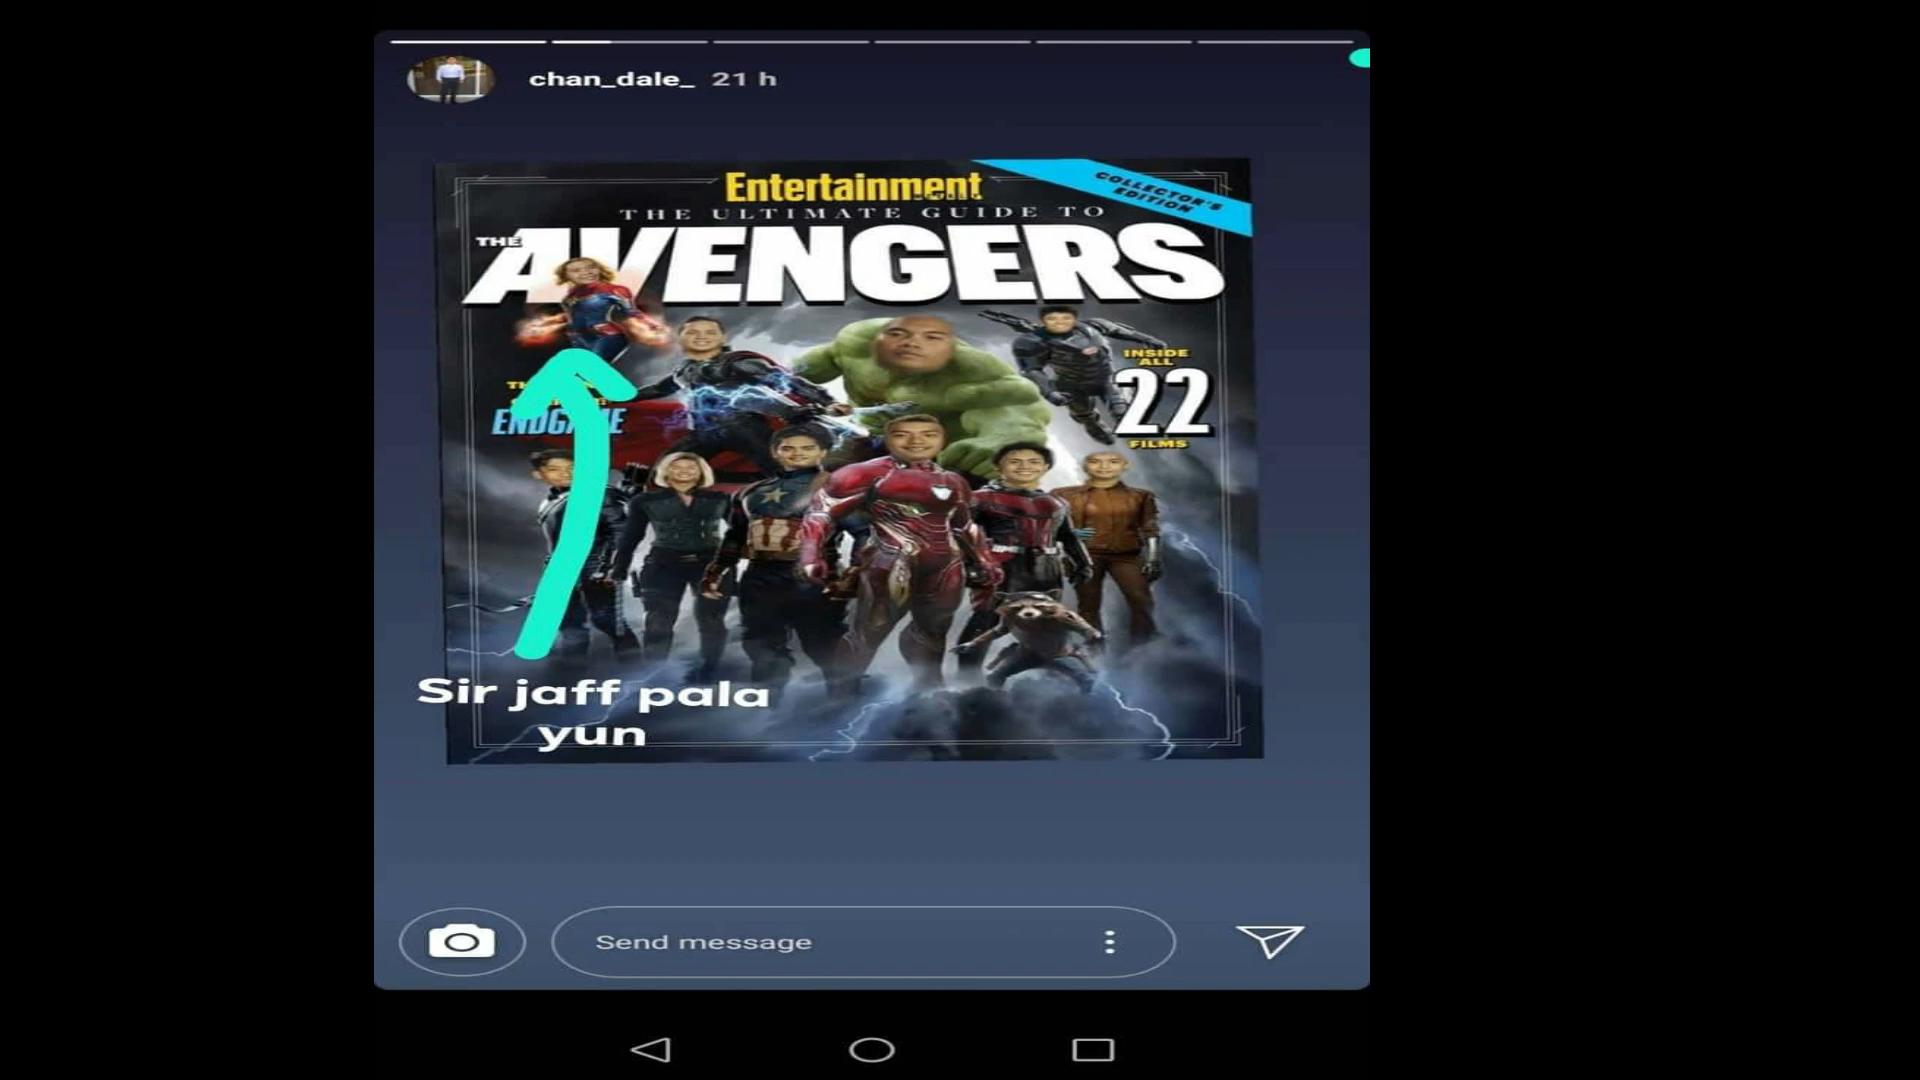 chan_dale_ 21 h
COLLECTOR'S
EDITION
Entertainment
THE ULTIMATE GUIDE TO
THE
AVENGERS
INSIDE
ALL
22
FILMS
Sir jaff pala
yun
Send message